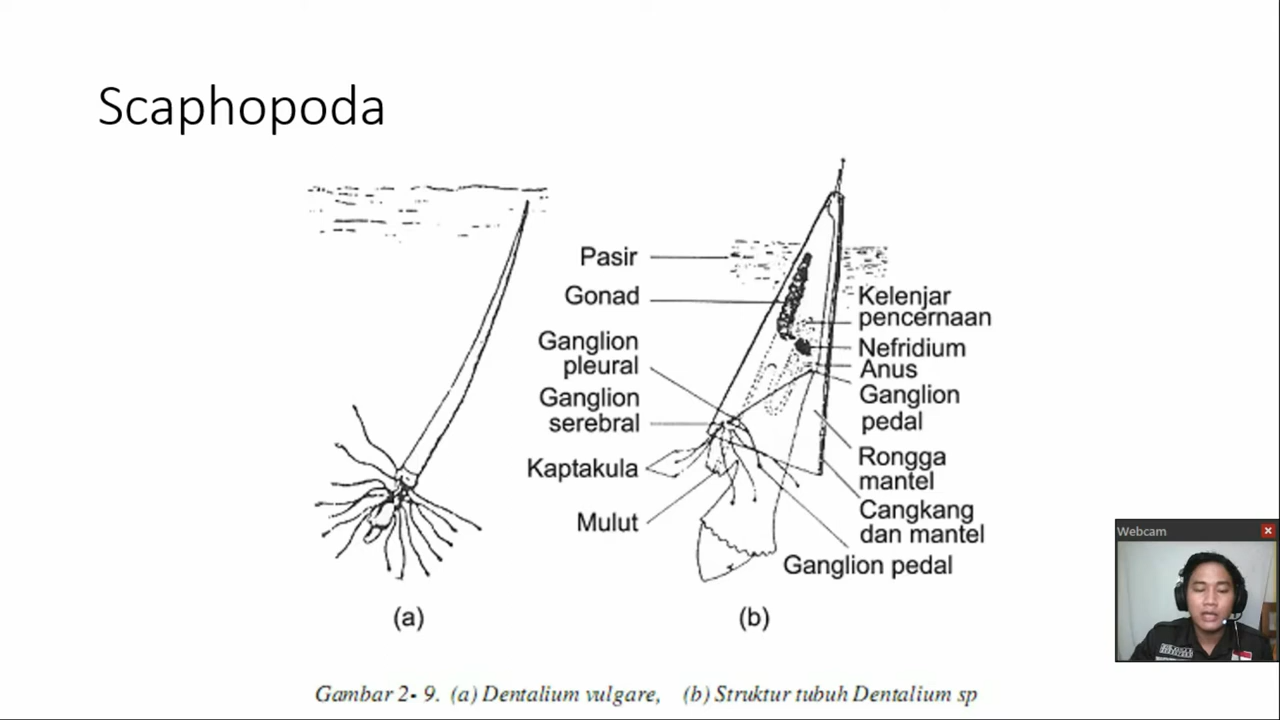 Scaphopoda
Pasir
Gonad
Ganglion
pleural
Ganglion
serebral
Kaptakula
Mulut
Kelenjar
pencernaan
Nefridium
Anus
Ganglion
pedal
Rongga
mantel
Cangkang
dan mantel
Ganglion pedal
(a)
(b)
Gambar 2- 9. (a) Dentalium vulgare, (b) Struktur tubuh Dentalium sp
Webcam